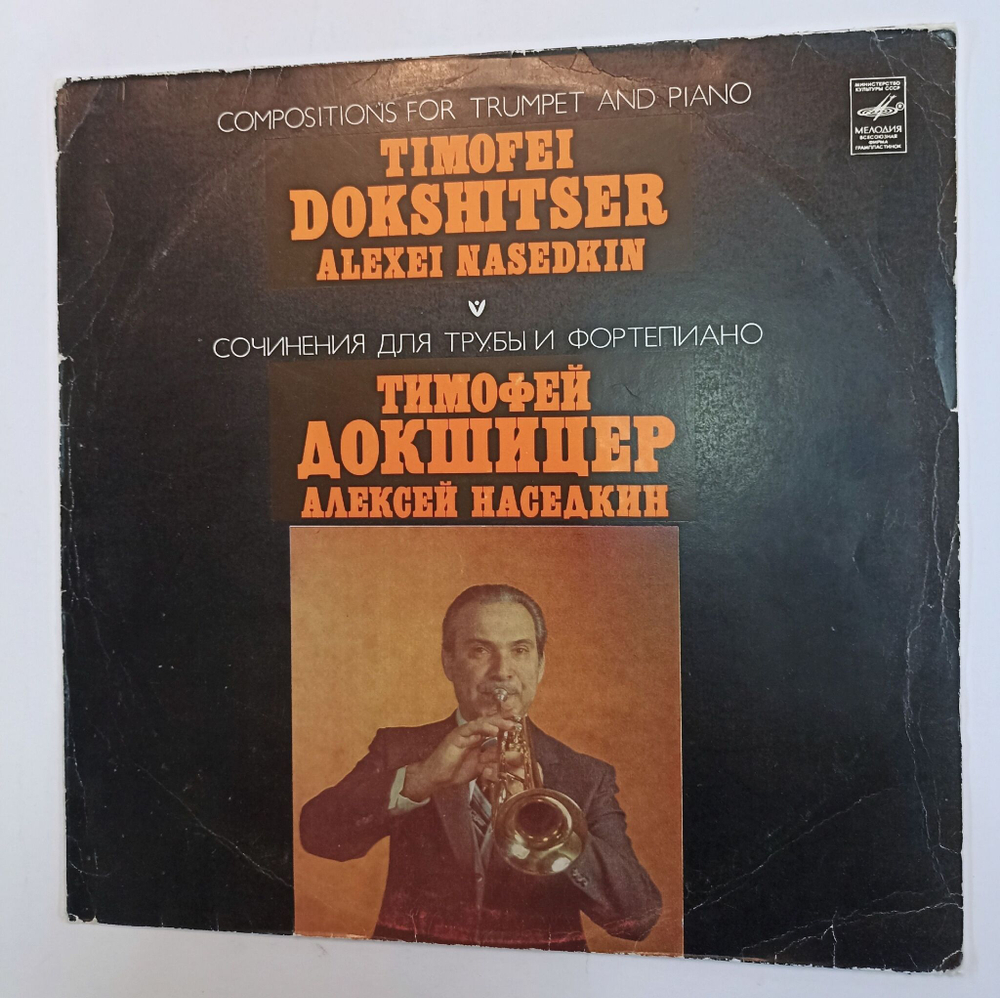 COMPOSITIONS FOR TRUMPET AND PIANO
TIMOFEI
DOKSHITSER
ALEXEI NASEDKIN
СОЧИНЕНИЯ ДЛЯ ТРУБЫ И ФОРТЕПИАНО
ТИМОФЕЙ
ДОКШИЦЕР
АЛЕКСЕЙ НАСЕДКИН
МИНИСТЕРСТВО
КУЛЬТУРЫ СССР
МЕЛОДИЯ
ВСЕСОЮЗНАЯ
ФИРМА
ГРАМПЛАСТИНОК